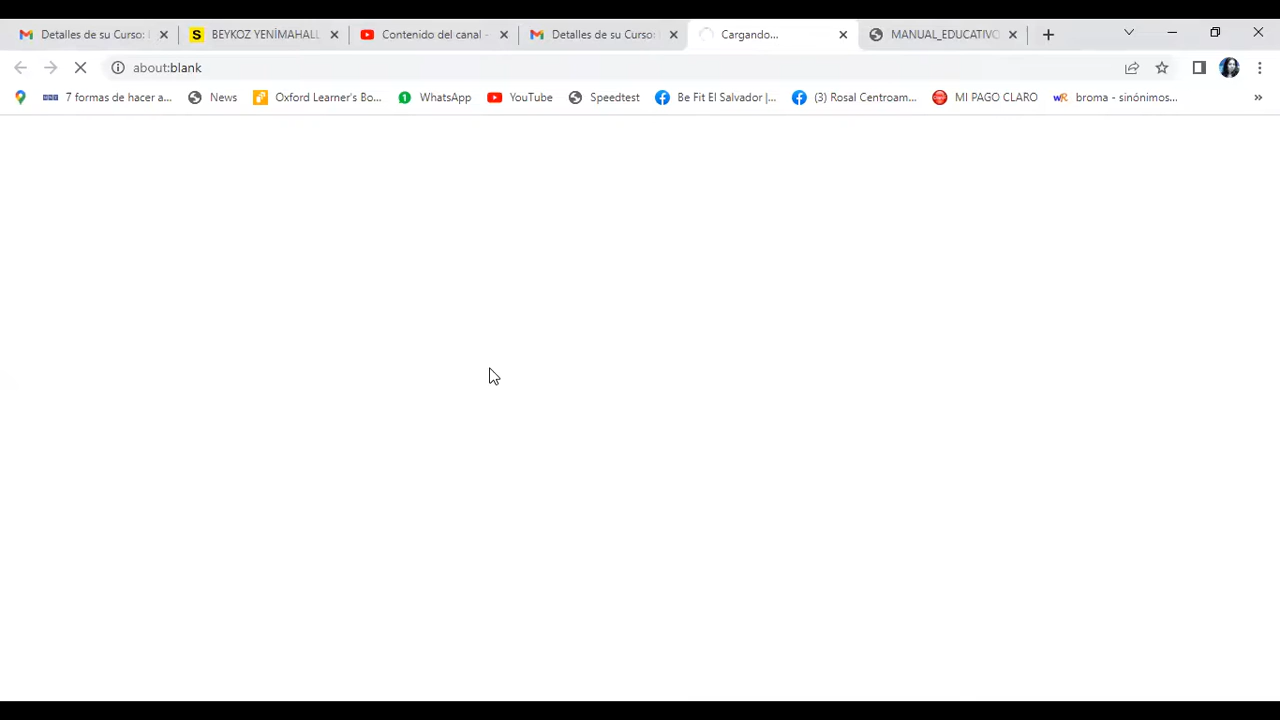 Detalles de su Curso: BEYKOZ YENİMAHALL Contenido del canal - Detalles de su Curso: Cargando... MANUAL_EDUCATIVO
about:blank
7 formas de hacer a... News Oxford Learner's Bo... WhatsApp YouTube Speedtest Be Fit El Salvador |... (3) Rosal Centroam... MI PAGO CLARO broma - sinónimos... »